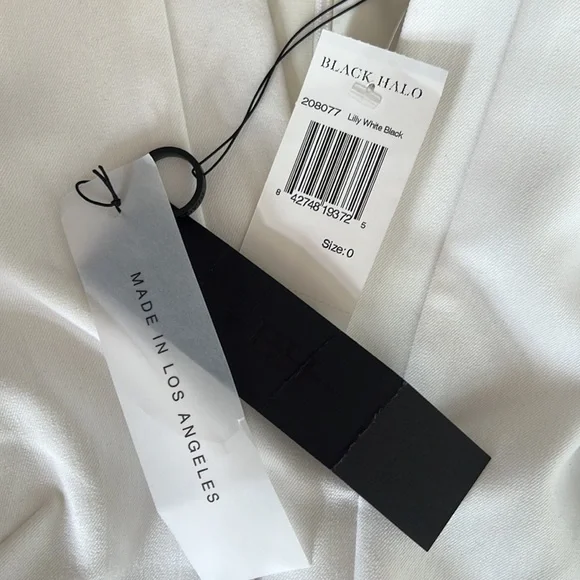 BLACK HALO
208077 Lilly White Black
8 42748 19372 5
Size: 0
MADE IN LOS ANGELES